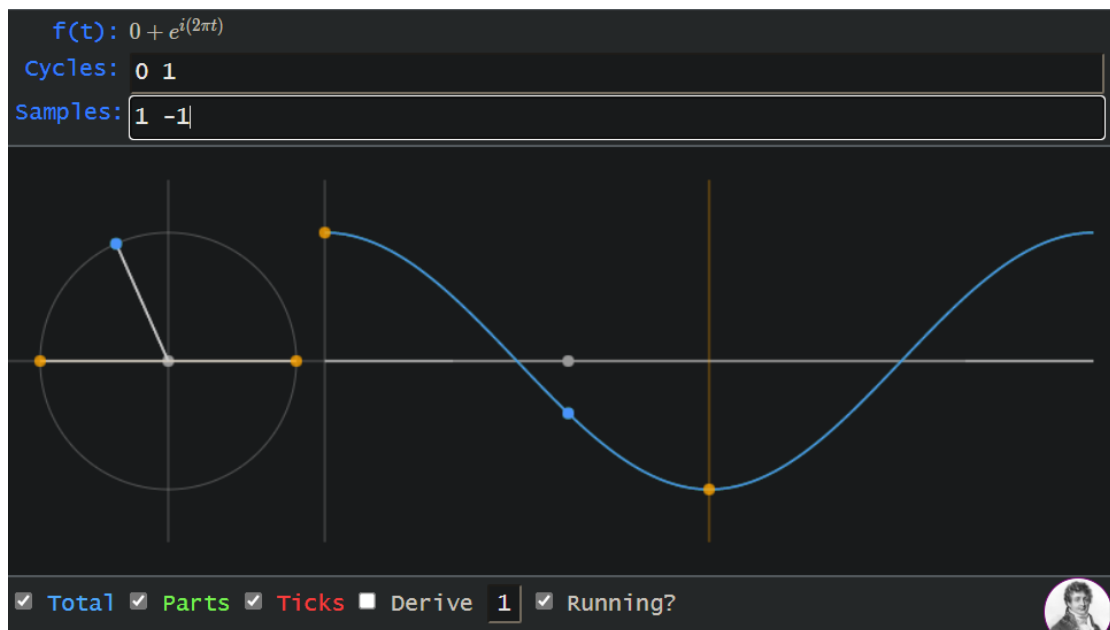 f(t): 0 + e^{i(2πt)}
Cycles: 0 1
Samples: 1 -1
Total Parts Ticks Derive 1 Running?